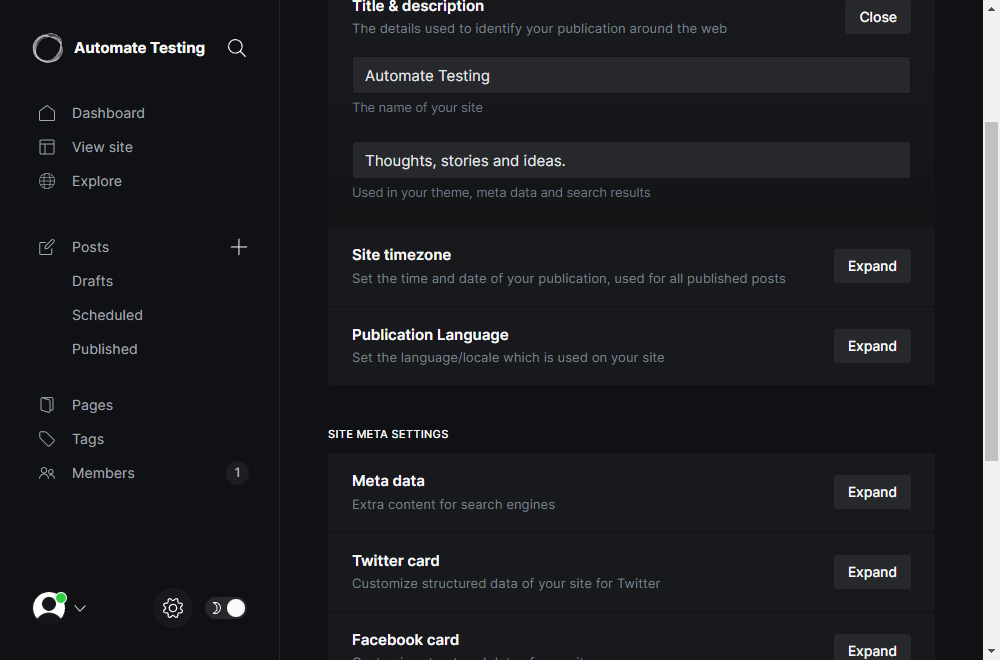 Automate Testing
Dashboard
View site
Explore
Posts
Drafts
Scheduled
Published
Pages
Tags
Members
1
Title & description
Close
The details used to identify your publication around the web
Automate Testing
The name of your site
Thoughts, stories and ideas.
Used in your theme, meta data and search results
Site timezone
Expand
Set the time and date of your publication, used for all published posts
Publication Language
Expand
Set the language/locale which is used on your site
SITE META SETTINGS
Meta data
Expand
Extra content for search engines
Twitter card
Expand
Customize structured data of your site for Twitter
Facebook card
Expand